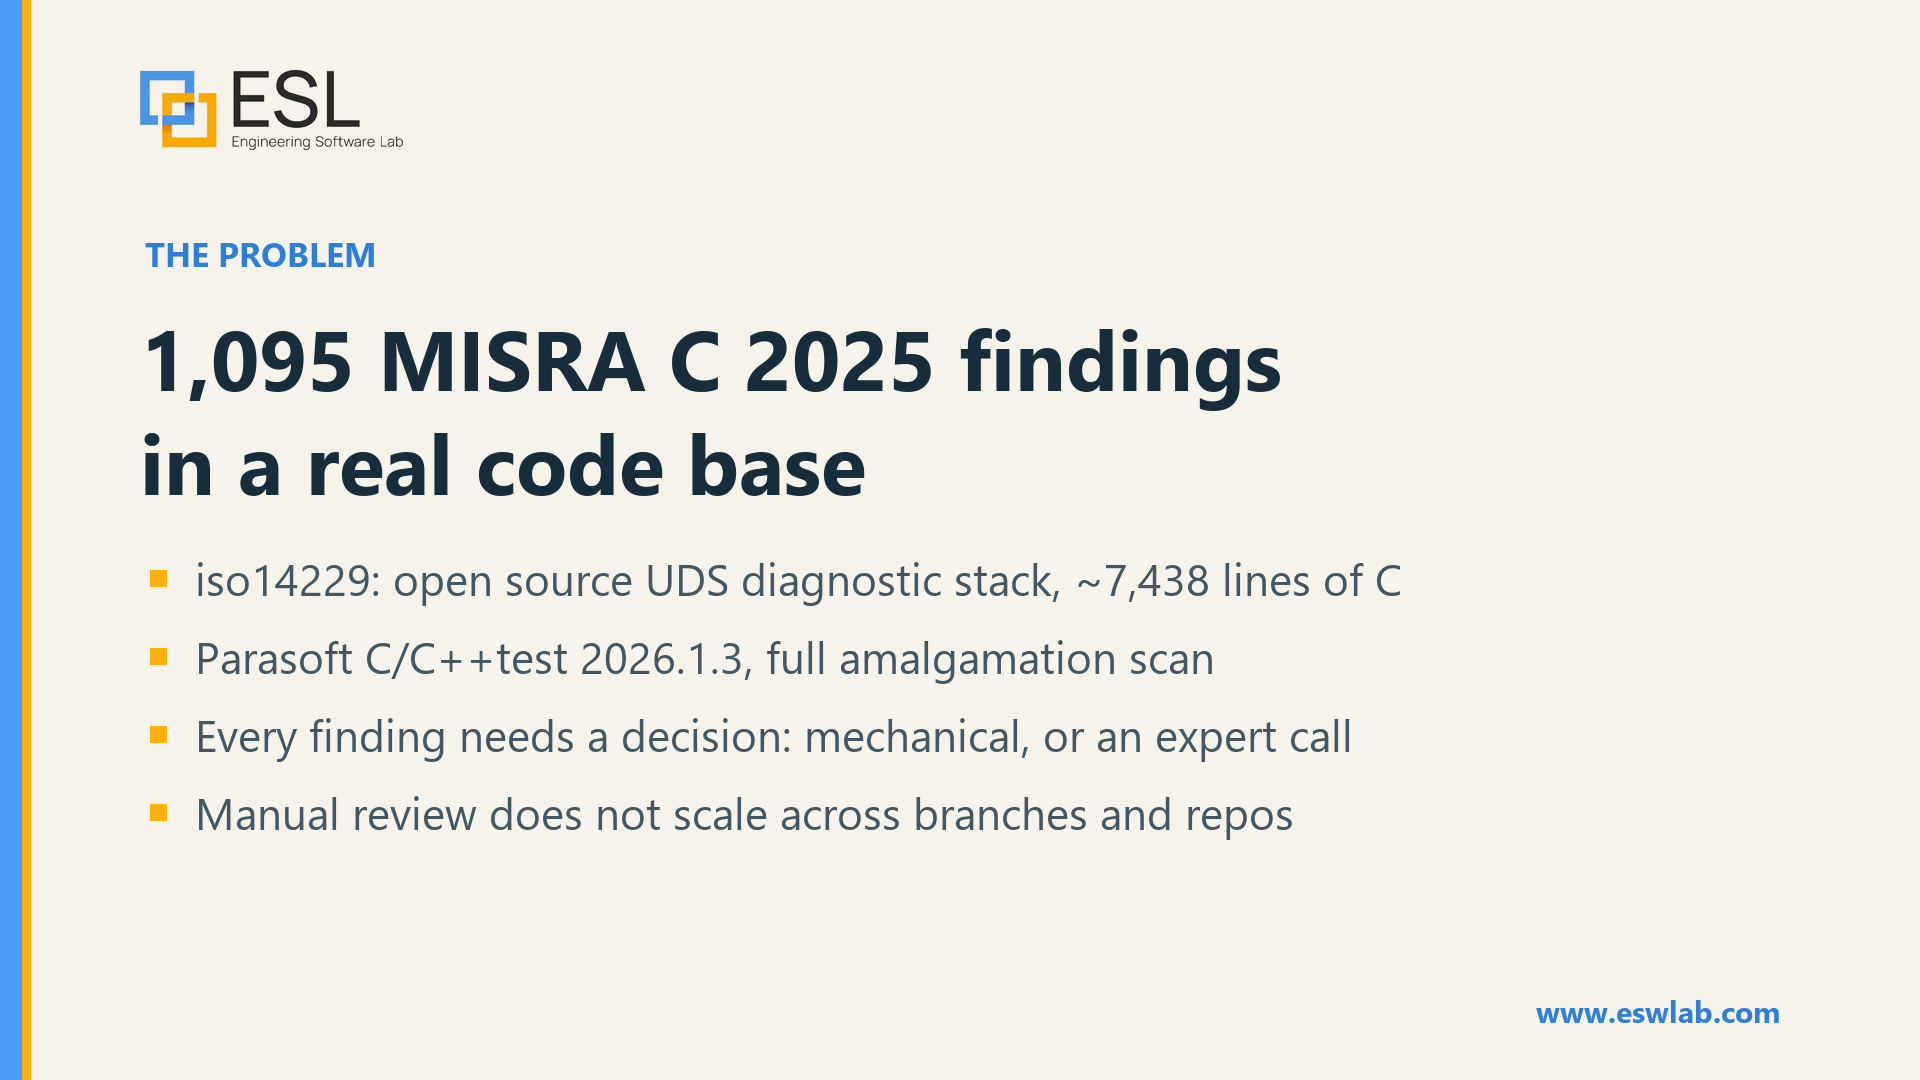 ESL
Engineering Software Lab
THE PROBLEM
1,095 MISRA C 2025 findings
in a real code base
iso14229: open source UDS diagnostic stack, ~7,438 lines of C
Parasoft C/C++test 2026.1.3, full amalgamation scan
Every finding needs a decision: mechanical, or an expert call
Manual review does not scale across branches and repos
www.eswlab.com